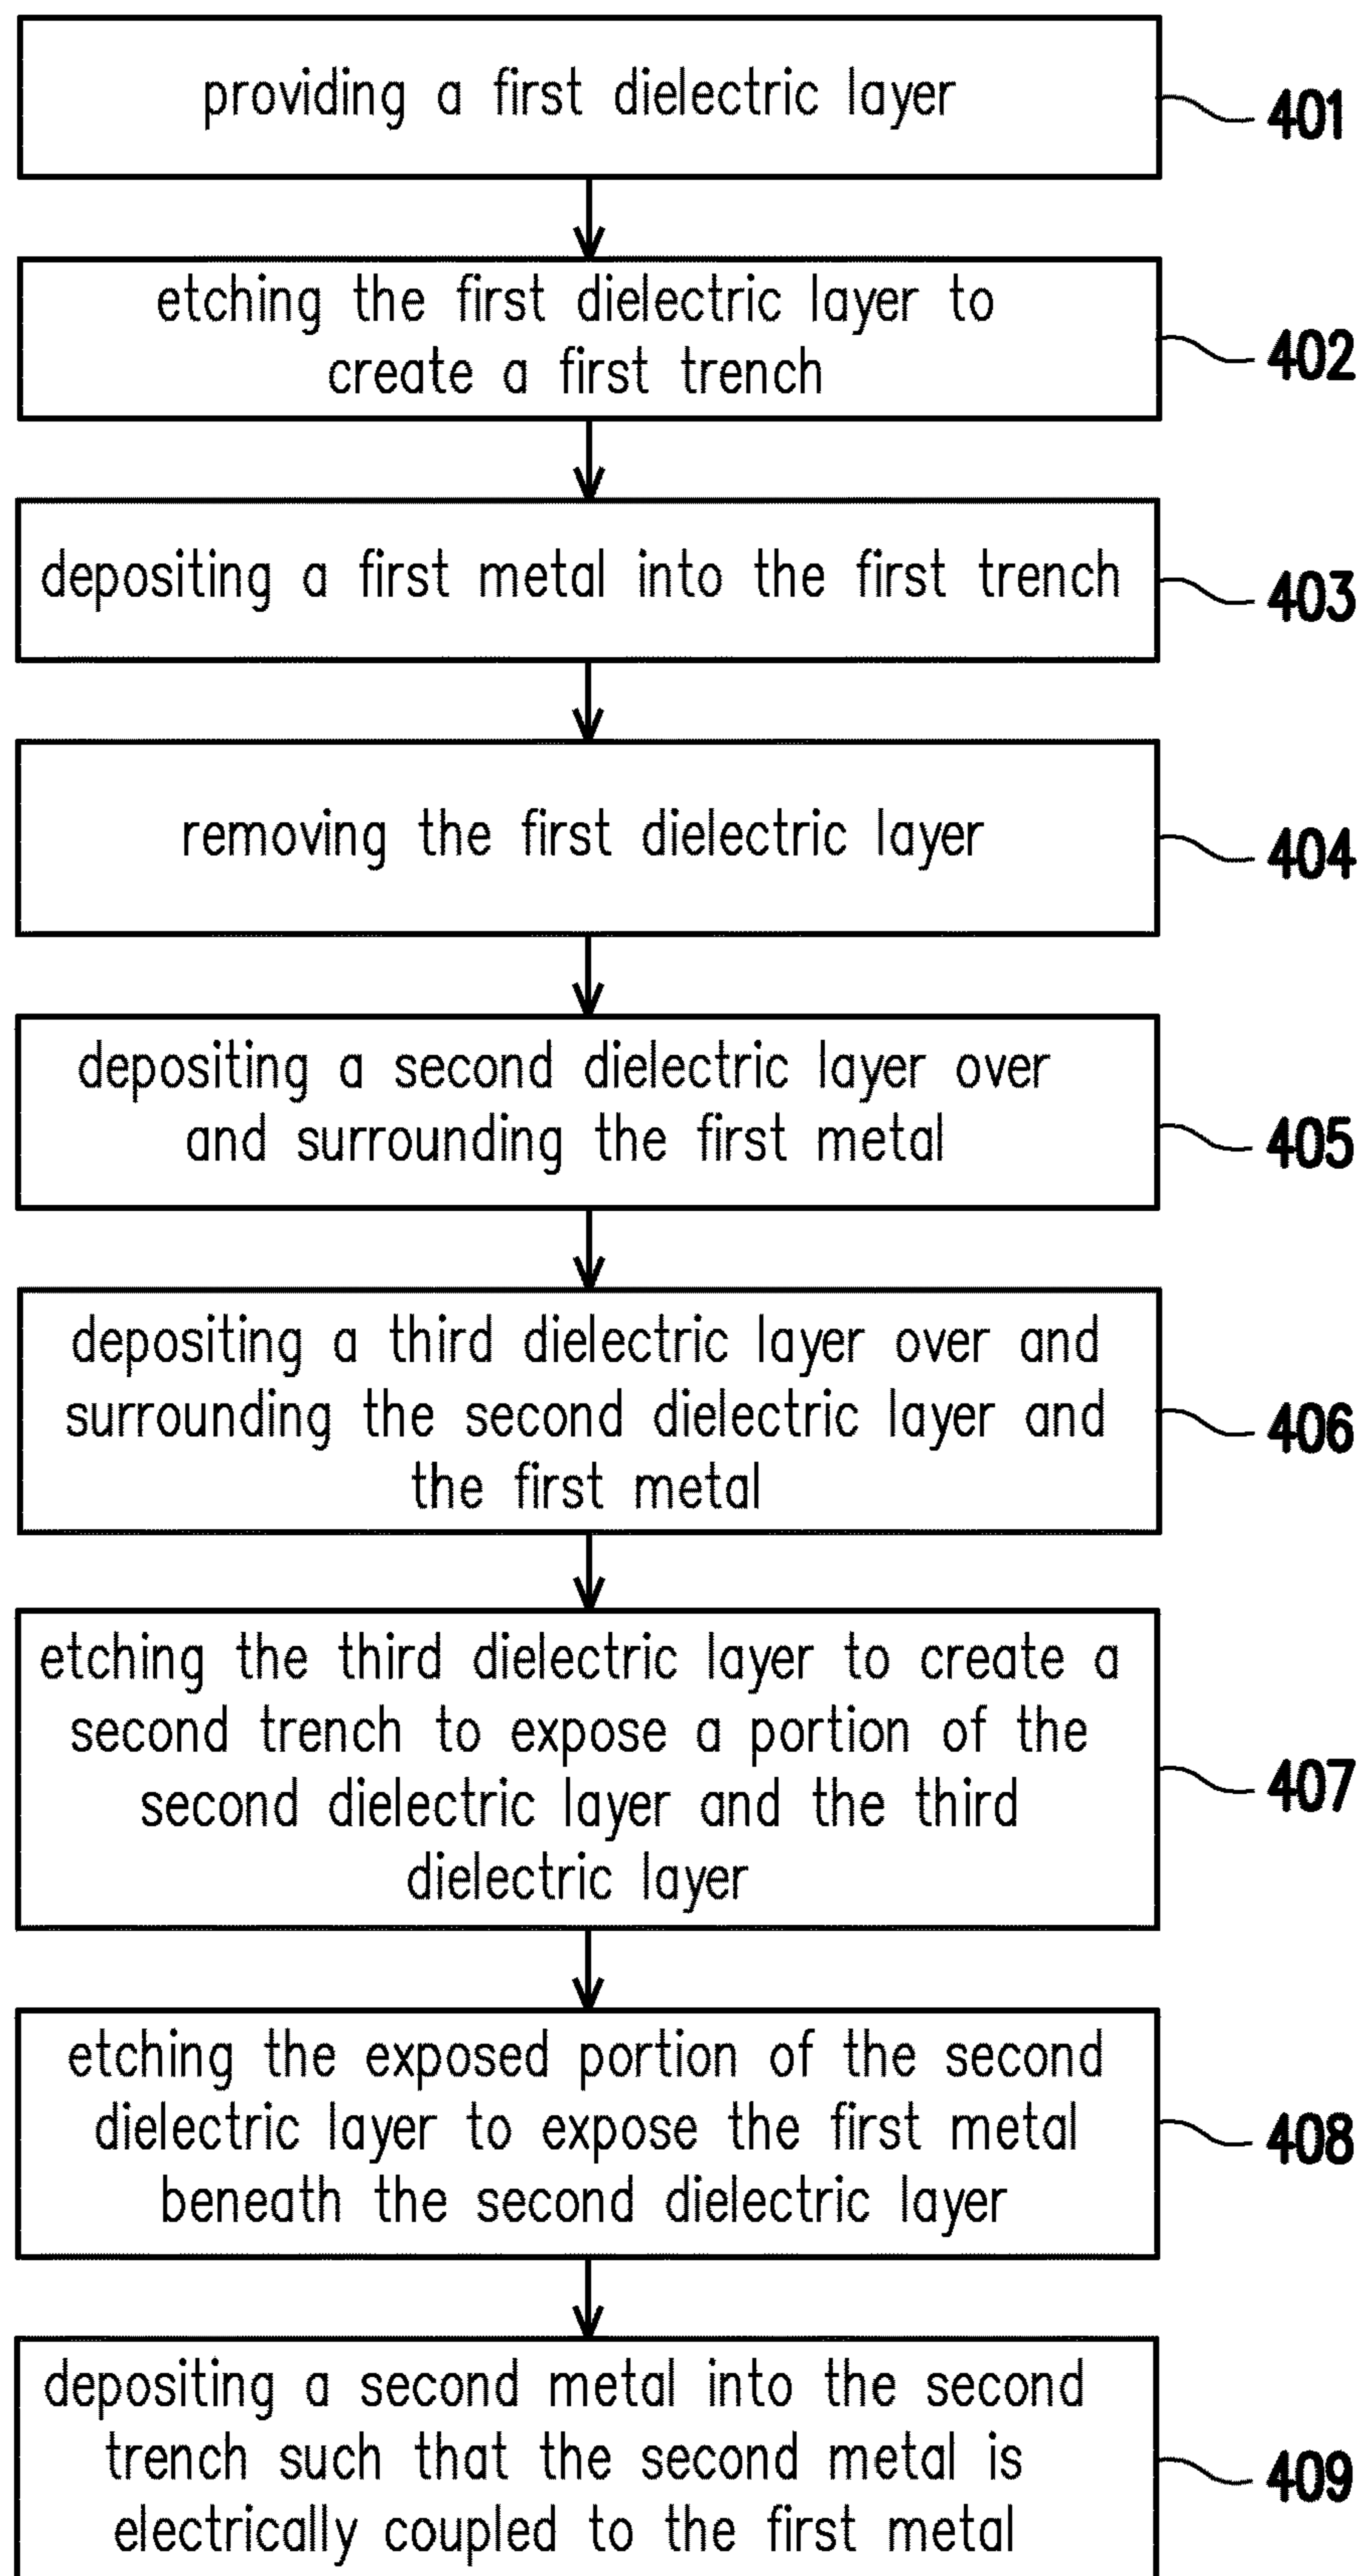 providing a first dielectric layer
401
etching the first dielectric layer to
create a first trench
402
depositing a first metal into the first trench
403
removing the first dielectric layer
404
depositing a second dielectric layer over
and surrounding the first metal
405
depositing a third dielectric layer over and
surrounding the second dielectric layer and
the first metal
406
etching the third dielectric layer to create a
second trench to expose a portion of the
second dielectric layer and the third
dielectric layer
407
etching the exposed portion of the second
dielectric layer to expose the first metal
beneath the second dielectric layer
408
depositing a second metal into the second
trench such that the second metal is
electrically coupled to the first metal
409